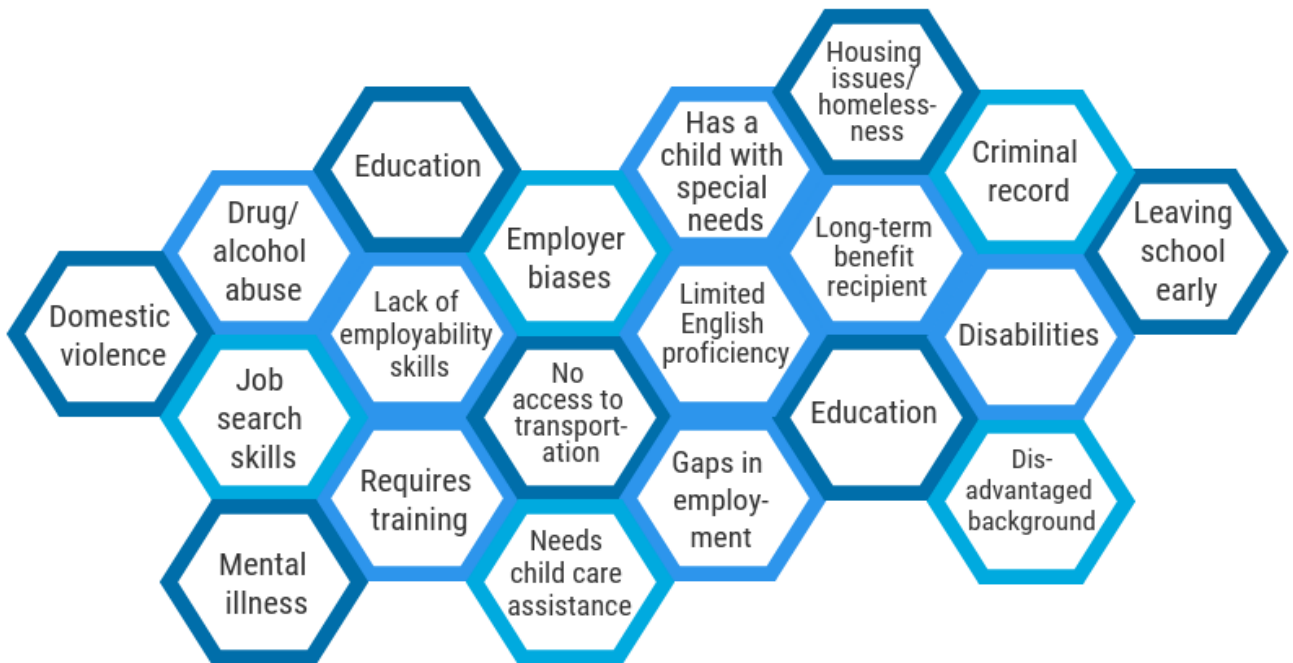 Domestic
violence
Drug/
alcohol
abuse
Job
search
skills
Mental
illness
Education
Lack of
employability
skills
Requires
training
Employer
biases
No
access to
transport-
ation
Needs
child care
assistance
Has a
child with
special
needs
Limited
English
proficiency
Gaps in
employ-
ment
Housing
issues/
homeless-
ness
Long-term
benefit
recipient
Education
Criminal
record
Disabilities
Dis-
advantaged
background
Leaving
school
early